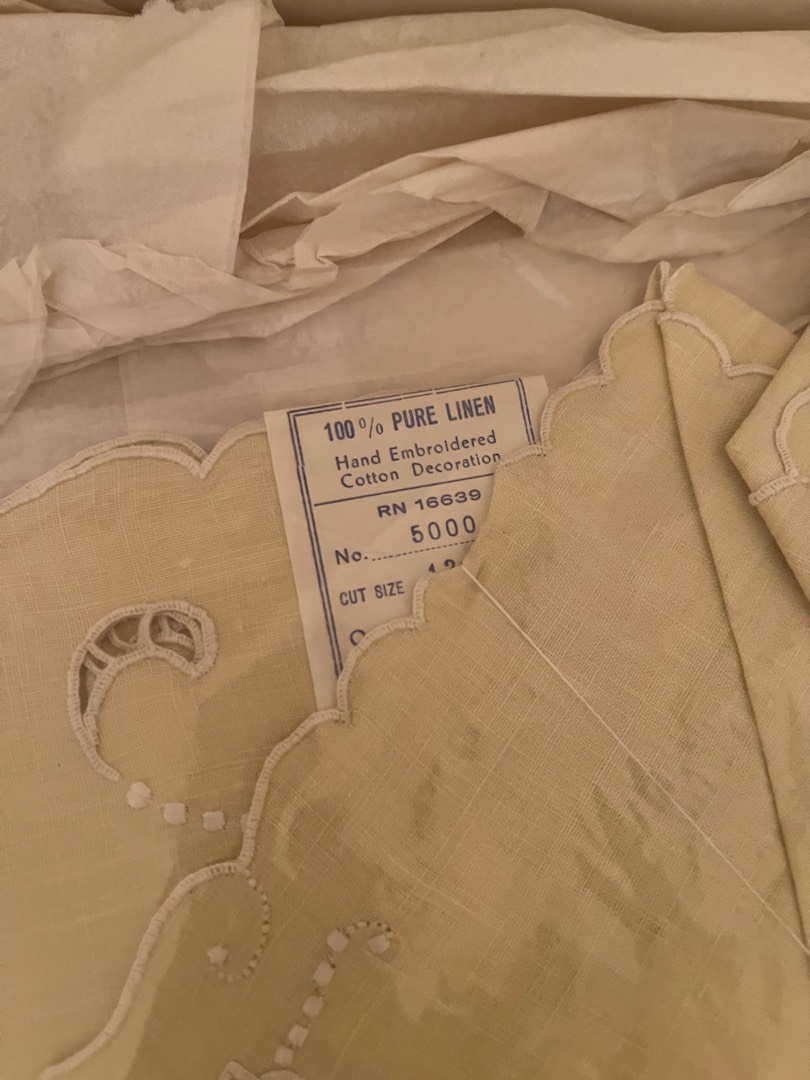 100% PURE LINEN
Hand Embroidered
Cotton Decoration
RN 16639
No. 5000
CUT SIZE